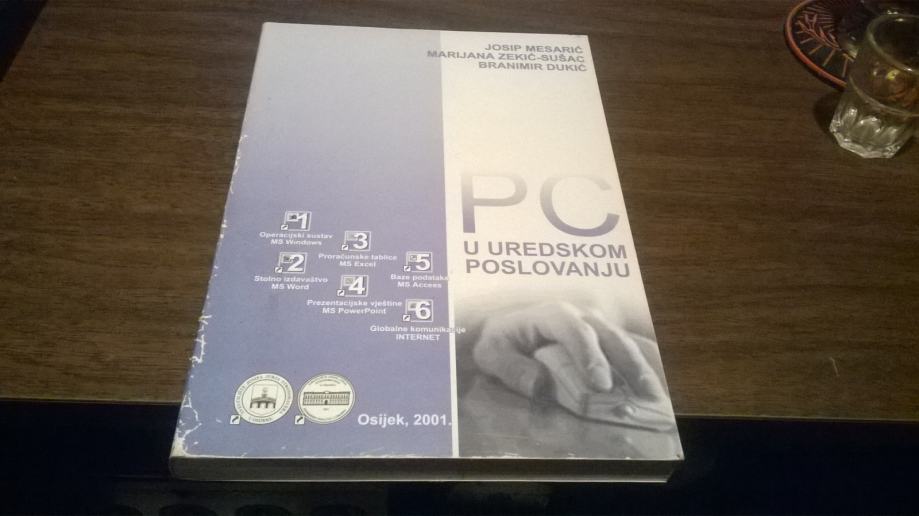 JOSIP MESARIĆ
MARIJANA ZEKIĆ-SUŠAC
BRANIMIR DUKIĆ
PC
U UREDSKOM
POSLOVANJU
1
Operacijski sustav
MS Windows
2
Stolno izdavaštvo
MS Word
3
Proračunske tablice
MS Excel
4
Prezentacijske vještine
MS PowerPoint
5
Baze podataka
MS Access
6
Globalne komunikacije
INTERNET
Osijek, 2001.